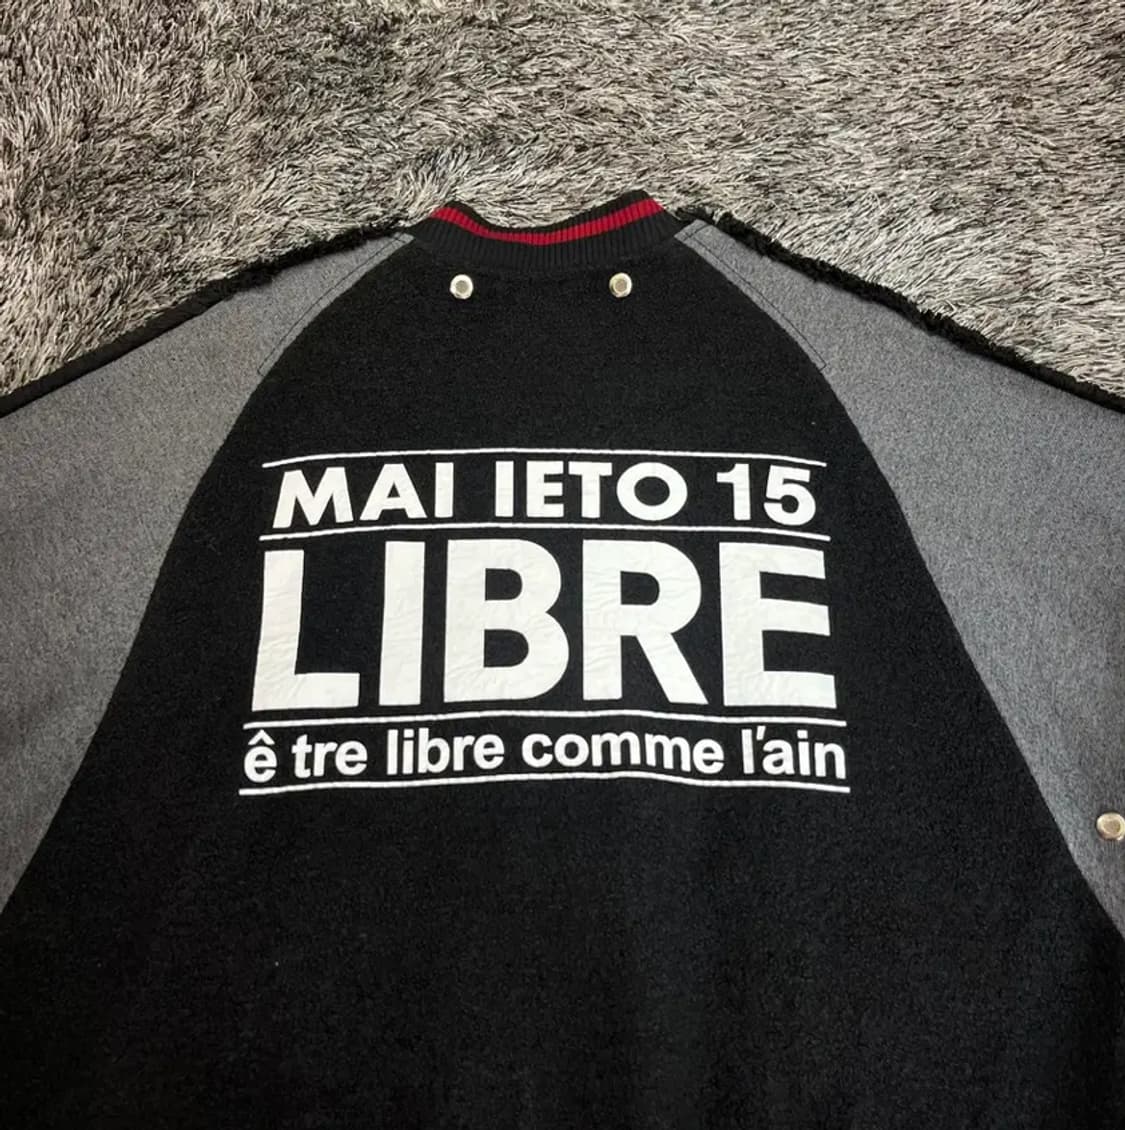 MAI IETO 15
LIBRE
ê tre libre comme l'ain